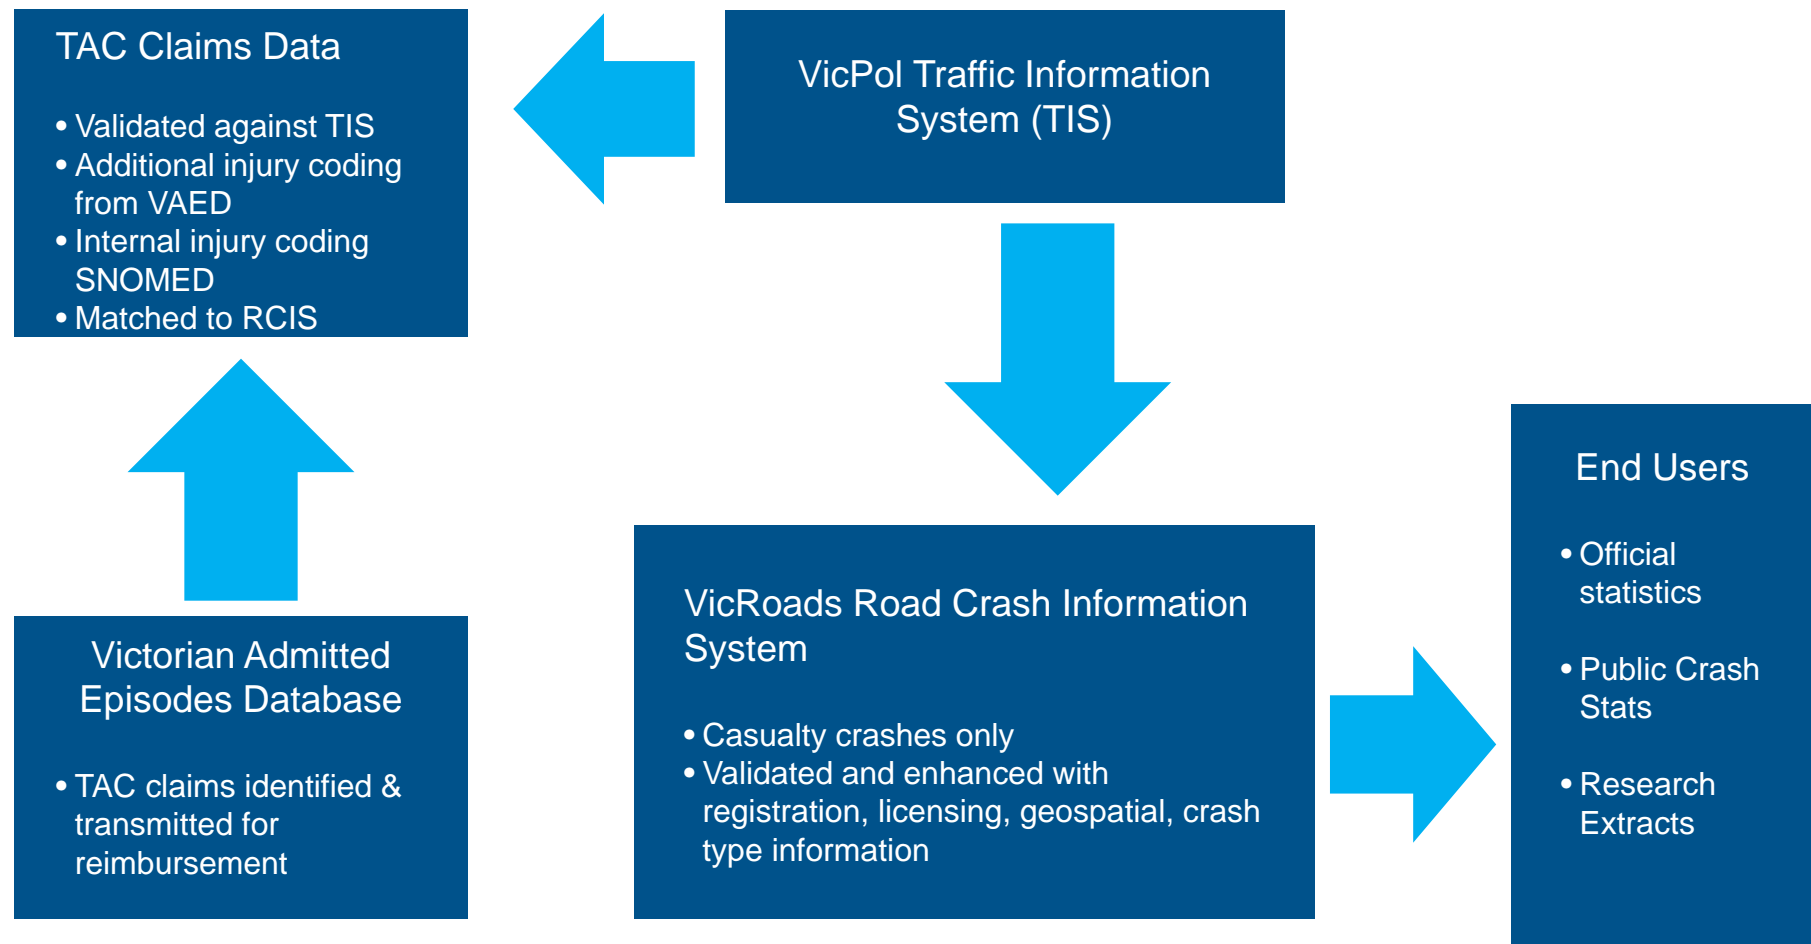 TAC Claims Data
• Validated against TIS
• Additional injury coding
from VAED
• Internal injury coding
SNOMED
• Matched to RCIS
VicPol Traffic Information
System (TIS)
Victorian Admitted
Episodes Database
• TAC claims identified &
transmitted for
reimbursement
VicRoads Road Crash Information
System
• Casualty crashes only
• Validated and enhanced with
registration, licensing, geospatial, crash
type information
End Users
• Official
statistics
• Public Crash
Stats
• Research
Extracts